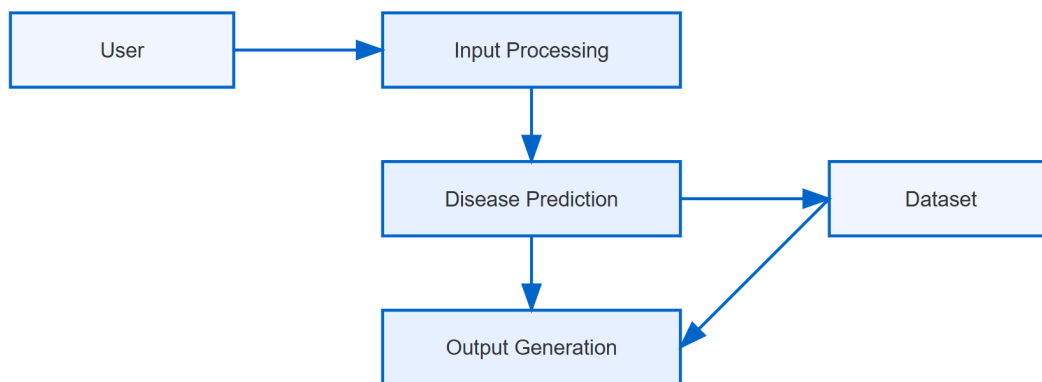 User
Input Processing
Disease Prediction
Dataset
Output Generation